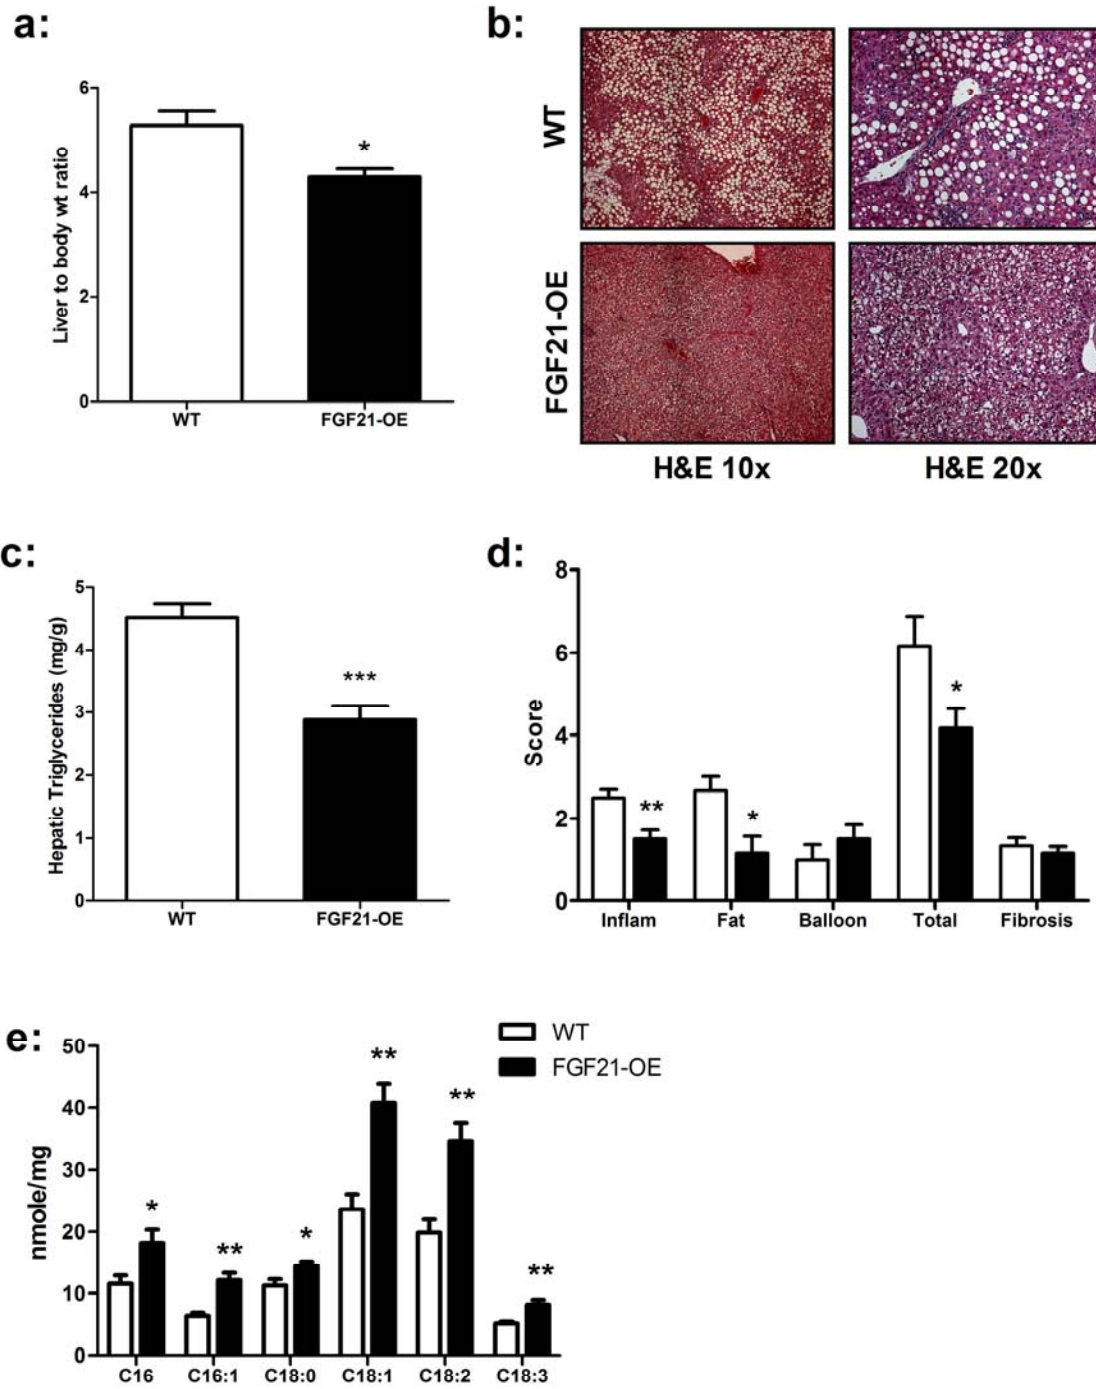 a:
Liver to body wt ratio
6
4
2
0
*
WT
FGF21-OE
b:
WT
FGF21-OE
H&E 10x
H&E 20x
c:
Hepatic Triglycerides (mg/g)
5
4
3
2
1
0
***
WT
FGF21-OE
d:
Score
8
6
4
2
0
**
*
*
Inflam
Fat
Balloon
Total
Fibrosis
e:
WT
FGF21-OE
nmole/mg
50
40
30
20
10
0
*
**
*
**
**
**
C16
C16:1
C18:0
C18:1
C18:2
C18:3